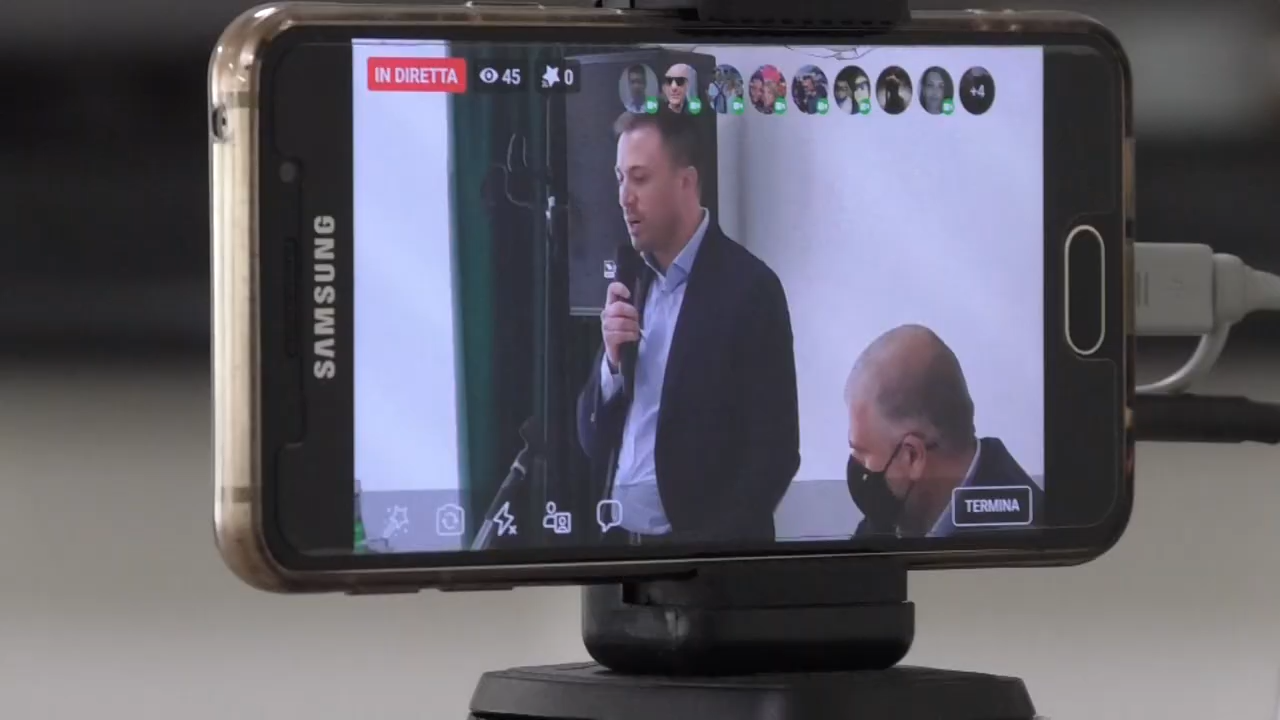 IN DIRETTA
45
0
+4
SAMSUNG
TERMINA